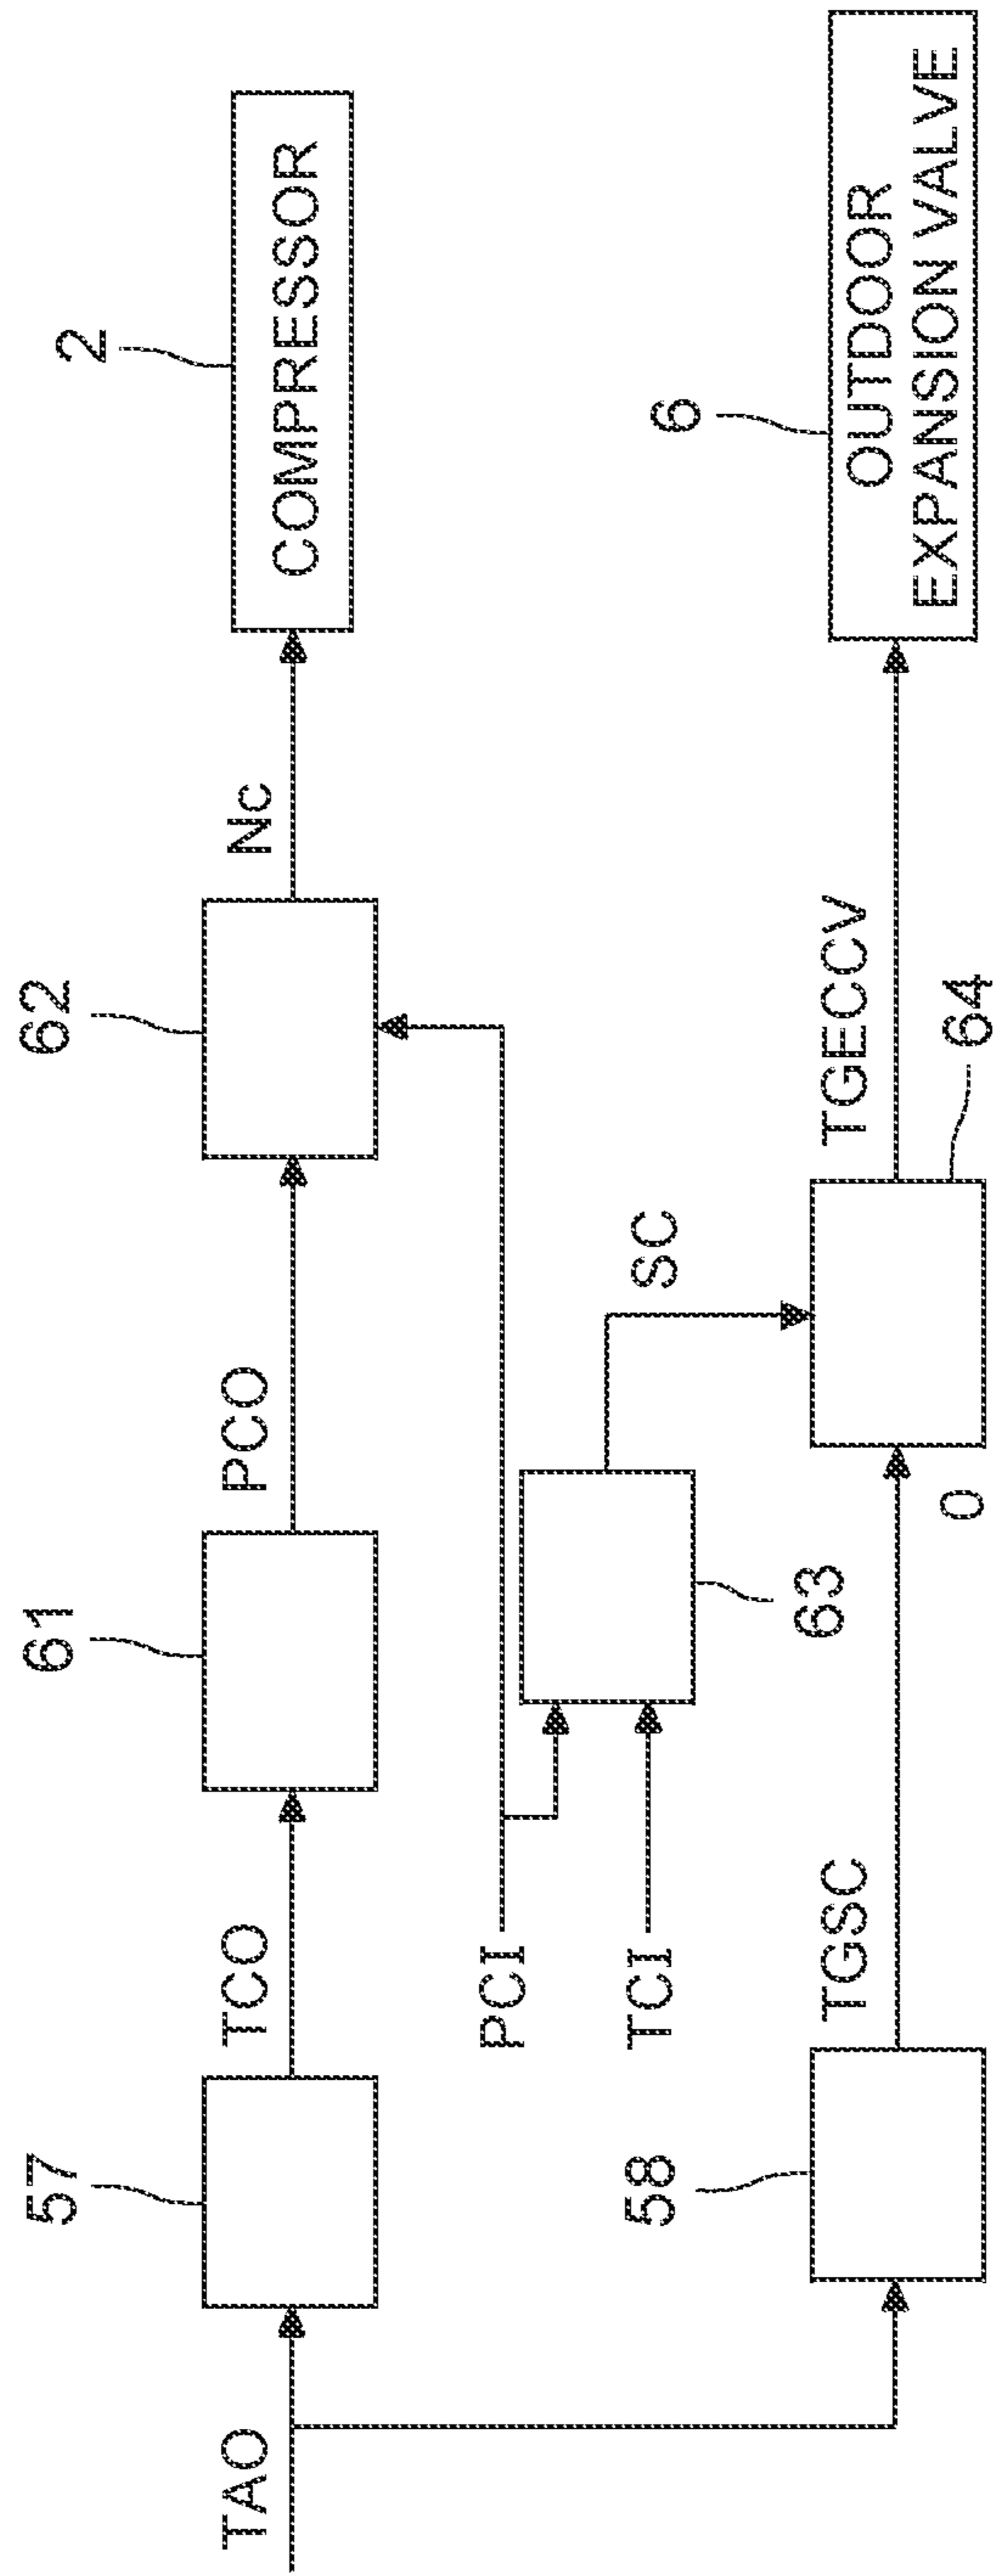 57
61
62
2
TAO
TCO
PCO
Nc
COMPRESSOR
PCI
TCI
SC
58
63
6
TGSC
TGECCV
OUTDOOR
EXPANSION VALVE
0
64